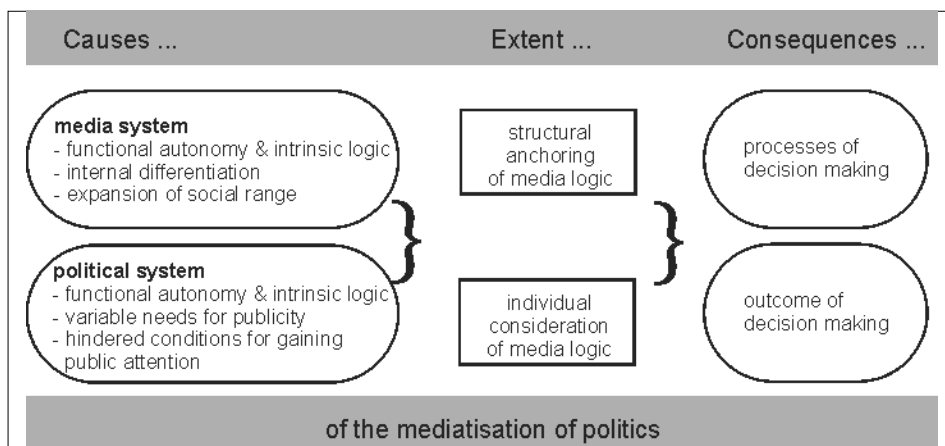 Causes ...
Extent ...
Consequences ...
media system
- functional autonomy & intrinsic logic
- internal differentiation
- expansion of social range
political system
- functional autonomy & intrinsic logic
- variable needs for publicity
- hindered conditions for gaining
public attention
structural
anchoring
of media logic
individual
consideration
of media logic
processes of
decision making
outcome of
decision making
of the mediatisation of politics